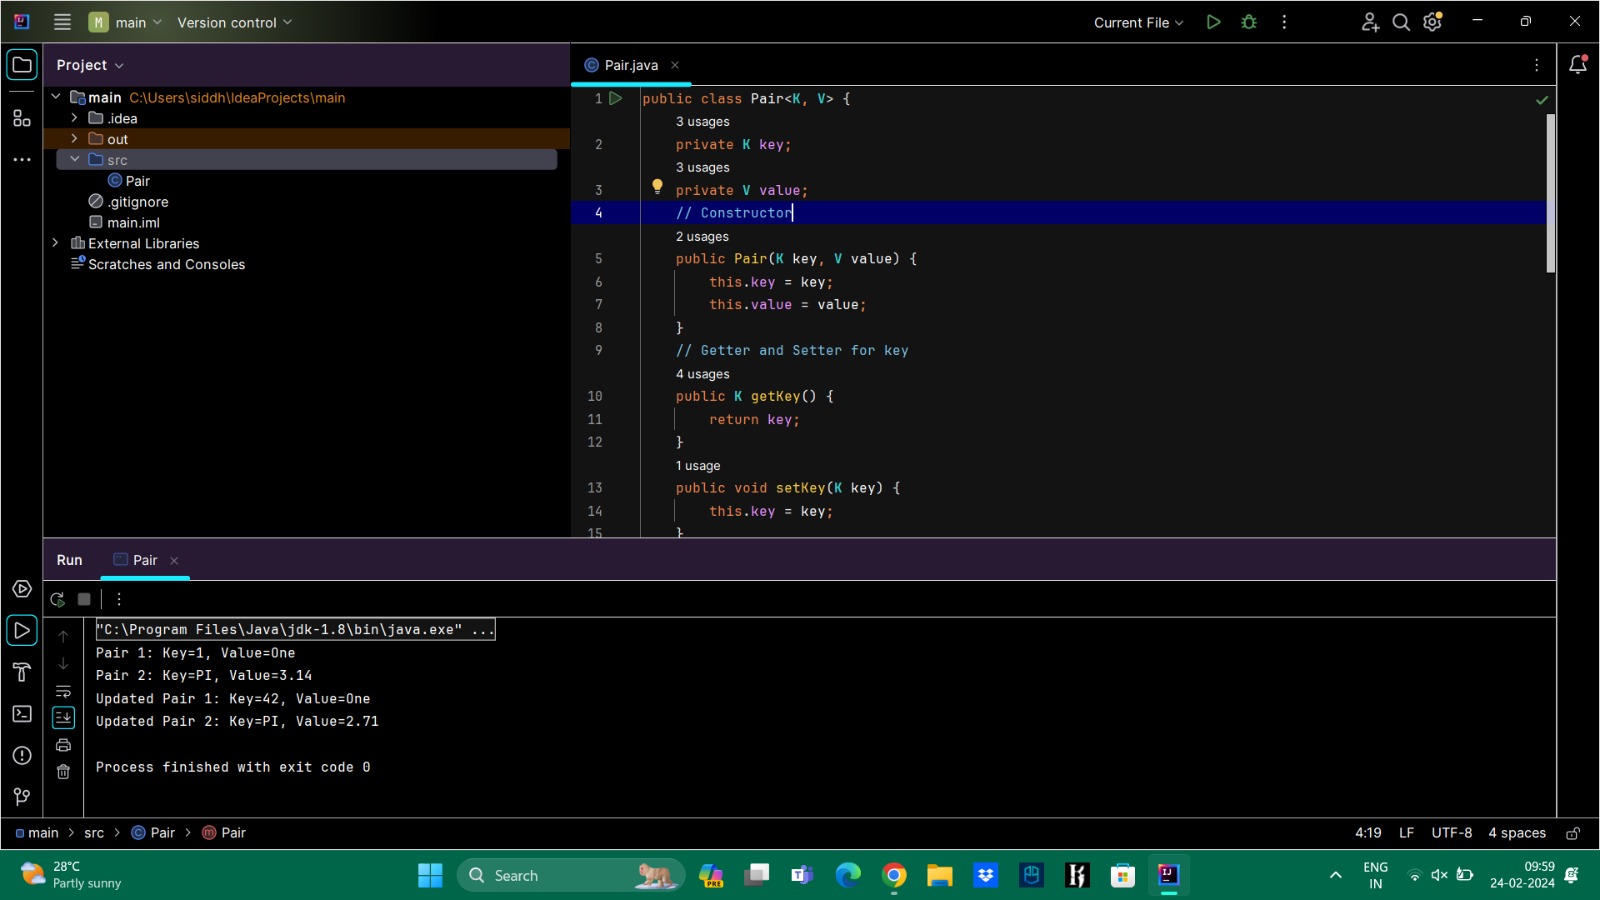 M main Version control Current File
Project
main C:\Users\siddh\IdeaProjects\main
.idea
out
src
Pair
.gitignore
main.iml
External Libraries
Scratches and Consoles
Pair.java
1 public class Pair<K, V> {
3 usages
2 private K key;
3 usages
3 private V value;
4 // Constructor
2 usages
5 public Pair(K key, V value) {
6 this.key = key;
7 this.value = value;
8 }
9 // Getter and Setter for key
4 usages
10 public K getKey() {
11 return key;
12 }
1 usage
13 public void setKey(K key) {
14 this.key = key;
15 }
Run Pair
"C:\Program Files\Java\jdk-1.8\bin\java.exe" ...
Pair 1: Key=1, Value=One
Pair 2: Key=PI, Value=3.14
Updated Pair 1: Key=42, Value=One
Updated Pair 2: Key=PI, Value=2.71
Process finished with exit code 0
main > src > Pair > Pair 4:19 LF UTF-8 4 spaces
28°C
Partly sunny
Search
PRE
ENG
IN
09:59
24-02-2024